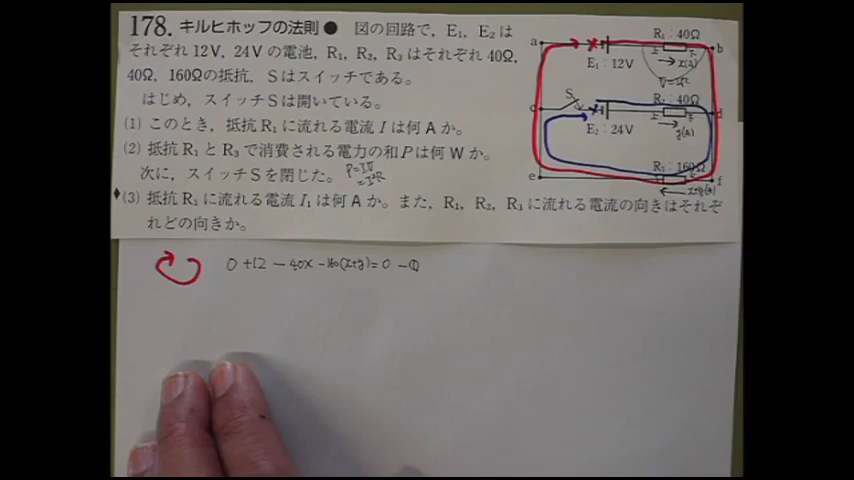 178. キルヒホッフの法則 ● 図の回路で，E₁，E₂ は
それぞれ 12V，24V の電池，R₁，R₂，R₃ はそれぞれ 40Ω，
40Ω，160Ωの抵抗，S はスイッチである。
はじめ，スイッチSは開いている。
(1) このとき，抵抗 R₁ に流れる電流 I は何 A か。
(2) 抵抗 R₁ と R₃ で消費される電力の和 P は何 W か。
次に，スイッチSを閉じた。
♦(3) 抵抗 R₁ に流れる電流 I₁ は何 A か。また，R₁，R₂，R₃ に流れる電流の向きはそれぞ
れどの向きか。
R₁：40Ω
a
b
E₁：12V
x(A)
S
R₂：40Ω
c
d
E₂：24V
y(A)
R₃：160Ω
e
f
x+y(A)
0 +12 − 40x − 160(x+y) = 0 −①